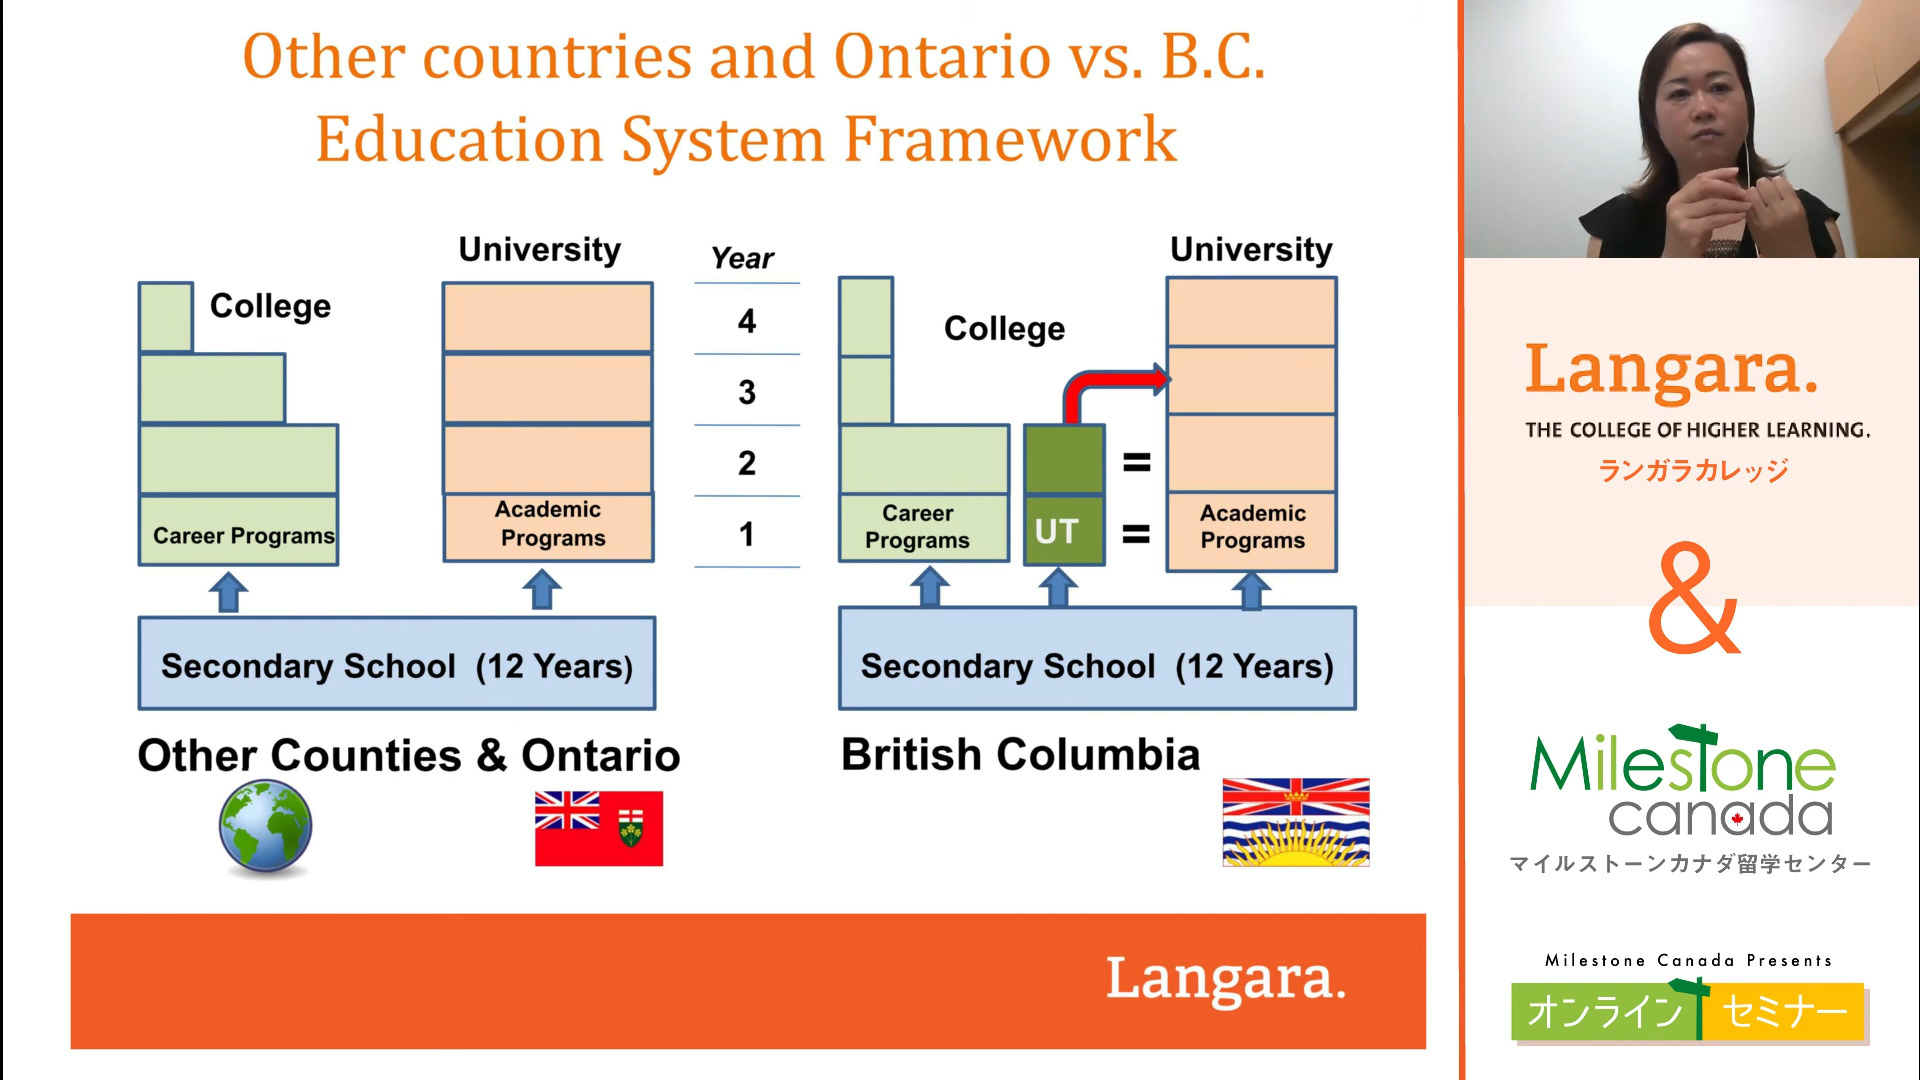 Other countries and Ontario vs. B.C.
Education System Framework
College
University
Career Programs
Academic
Programs
Secondary School (12 Years)
Other Counties & Ontario
Year
4
3
2
1
College
University
Career
Programs
UT
=
=
Academic
Programs
Secondary School (12 Years)
British Columbia
Langara.
Langara.
THE COLLEGE OF HIGHER LEARNING.
ランガラカレッジ
&
Milestone
canada
マイルストーンカナダ留学センター
Milestone Canada Presents
オンラインセミナー